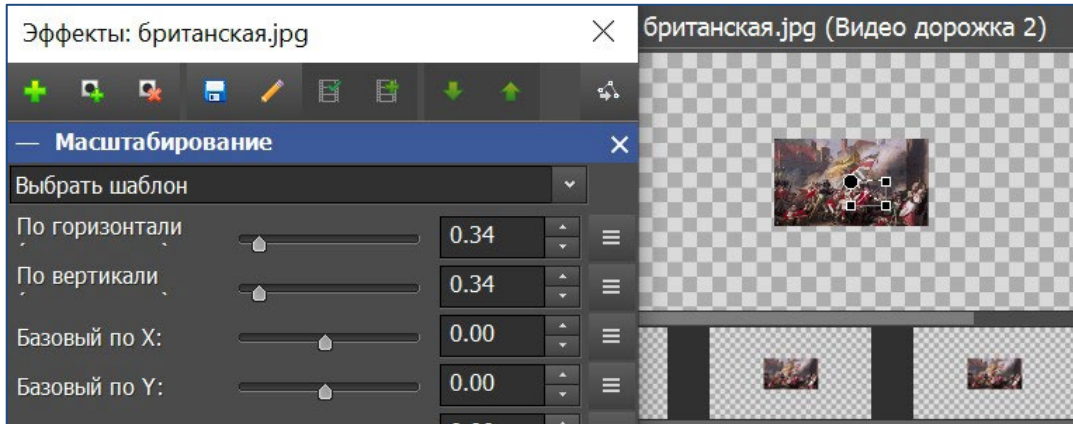 Эффекты: британская.jpg
британская.jpg (Видео дорожка 2)
Масштабирование
Выбрать шаблон
По горизонтали
0.34
По вертикали
0.34
Базовый по X:
0.00
Базовый по Y:
0.00